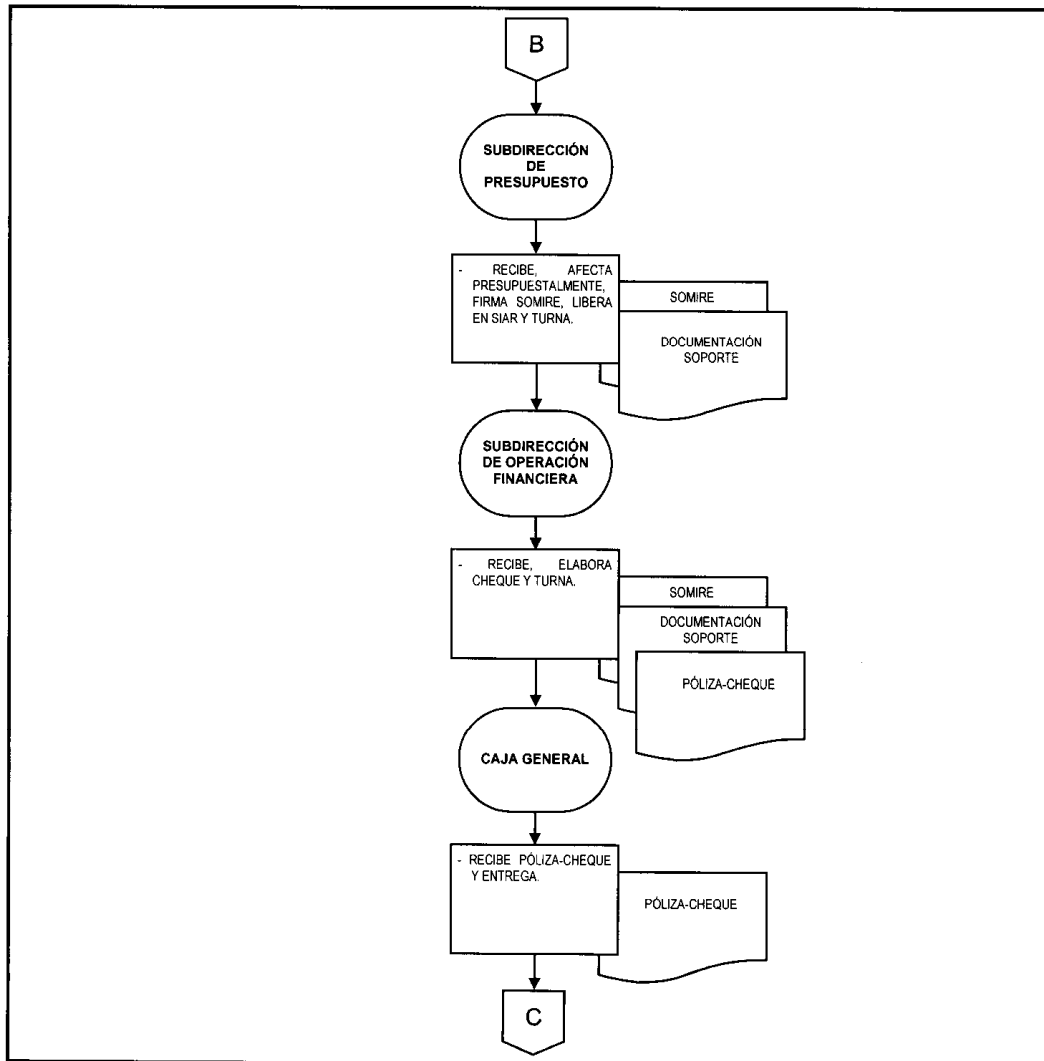 B
SUBDIRECCIÓN
DE
PRESUPUESTO
- RECIBE, AFECTA
PRESUPUESTALMENTE,
FIRMA SOMIRE, LIBERA
EN SIAR Y TURNA.
SOMIRE
DOCUMENTACIÓN
SOPORTE
SUBDIRECCIÓN
DE OPERACIÓN
FINANCIERA
- RECIBE, ELABORA
CHEQUE Y TURNA.
SOMIRE
DOCUMENTACIÓN
SOPORTE
PÓLIZA-CHEQUE
CAJA GENERAL
- RECIBE PÓLIZA-CHEQUE
Y ENTREGA.
PÓLIZA-CHEQUE
C